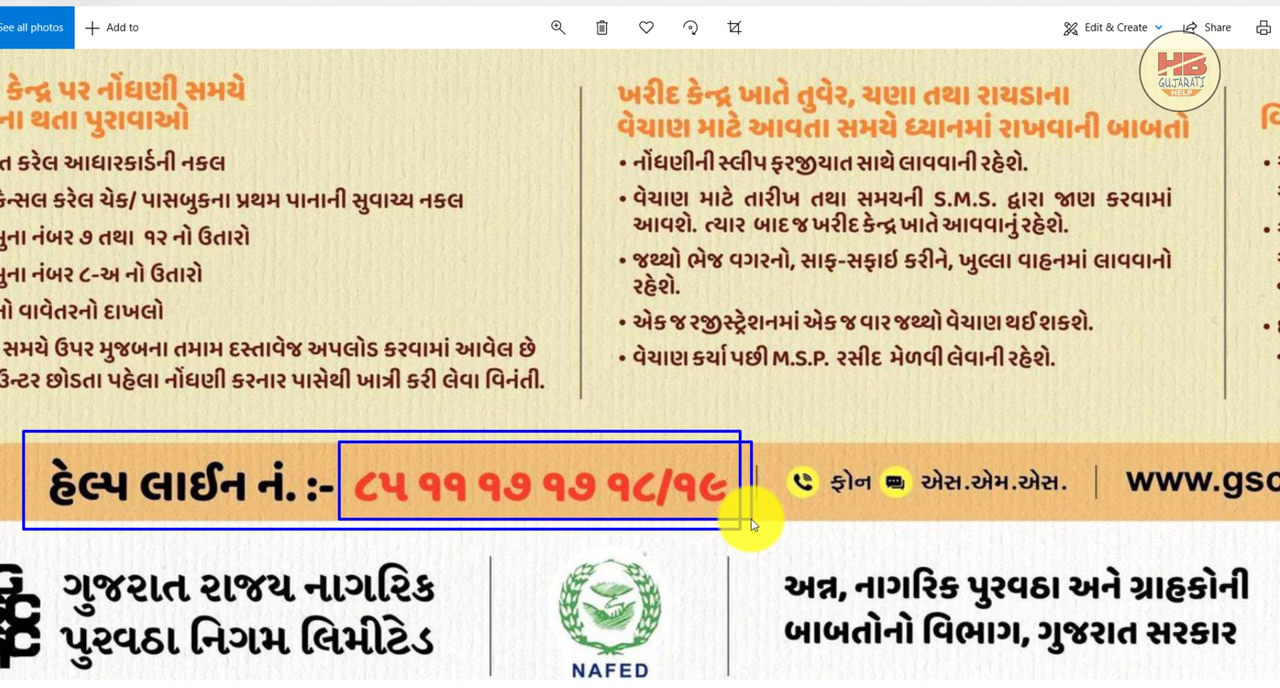 See all photos
Add to
Edit & Create
Share
HB
GUJARATI
HELP
કેન્દ્ર પર નોંધણી સમયે
ના થતા પુરાવાઓ
ત કરેલ આધારકાર્ડની નકલ
કેન્સલ કરેલ ચેક/ પાસબુકના પ્રથમ પાનાની સુવાચ્ય નકલ
મુના નંબર ૭ તથા ૧૨ નો ઉતારો
મુના નંબર ૮-અ નો ઉતારો
નો વાવેતરનો દાખલો
સમયે ઉપર મુજબના તમામ દસ્તાવેજ અપલોડ કરવામાં આવેલ છે
ઉન્ટર છોડતા પહેલા નોંધણી કરનાર પાસેથી ખાત્રી કરી લેવા વિનંતી.
ખરીદ કેન્દ્ર ખાતે તુવેર, ચણા તથા રાયડાના
વેચાણ માટે આવતા સમયે ધ્યાનમાં રાખવાની બાબતો
• નોંધણીની સ્લીપ ફરજીયાત સાથે લાવવાની રહેશે.
• વેચાણ માટે તારીખ તથા સમયની S.M.S. દ્વારા જાણ કરવામાં
આવશે. ત્યાર બાદ જ ખરીદ કેન્દ્ર ખાતે આવવાનું રહેશે.
• જથ્થો ભેજ વગરનો, સાફ-સફાઇ કરીને, ખુલ્લા વાહનમાં લાવવાનો
રહેશે.
• એક જ રજીસ્ટ્રેશનમાં એક જ વાર જથ્થો વેચાણ થઈ શકશે.
• વેચાણ કર્યા પછી M.S.P. રસીદ મેળવી લેવાની રહેશે.
હેલ્પ લાઈન નં. :- ૮૫ ૧૧ ૧૭ ૧૭ ૧૮/૧૯
ફોન એસ.એમ.એસ.
www.gsc
ગુજરાત રાજય નાગરિક
પુરવઠા નિગમ લિમીટેડ
NAFED
અન્ન, નાગરિક પુરવઠા અને ગ્રાહકોની
બાબતોનો વિભાગ, ગુજરાત સરકાર